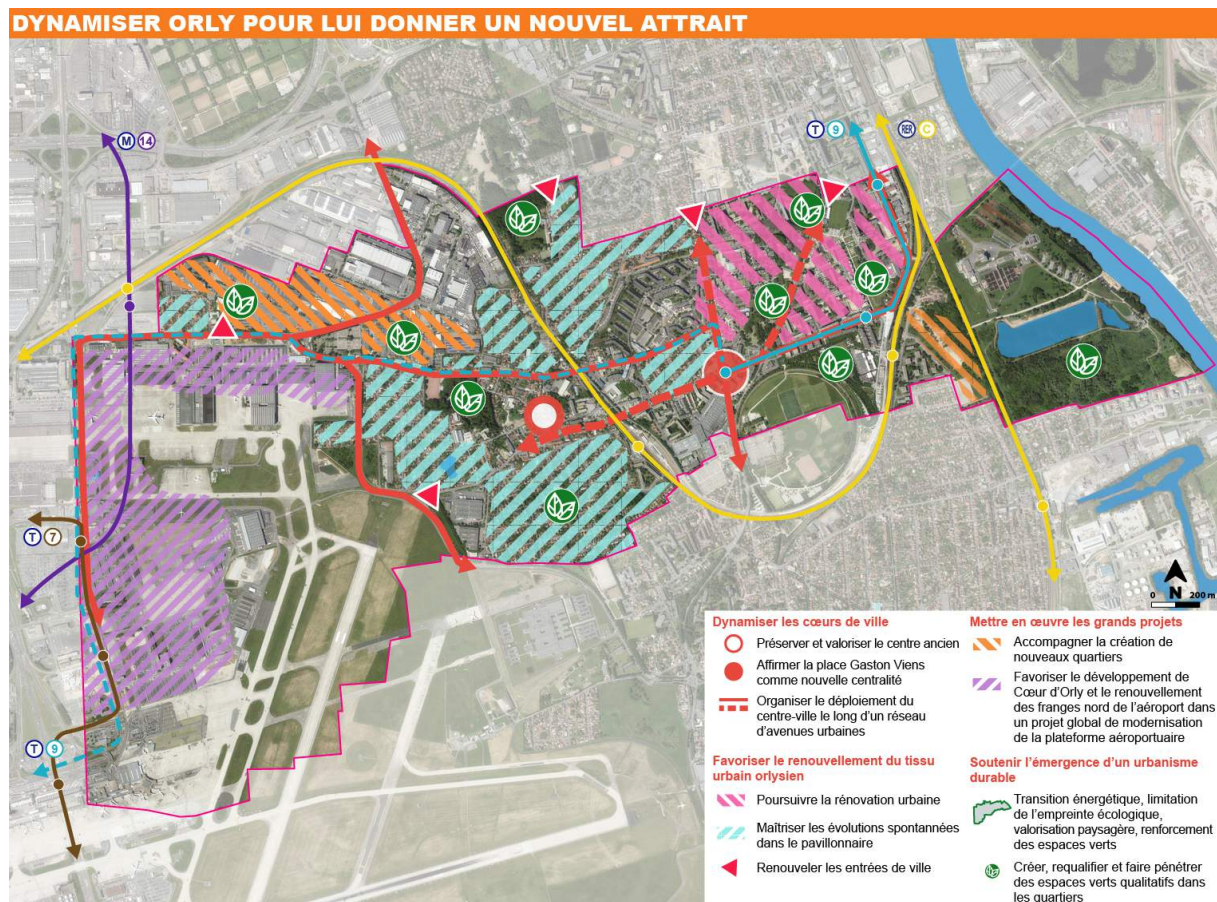 DYNAMISER ORLY POUR LUI DONNER UN NOUVEL ATTRAIT
M 14
T 9
RER C
T 7
T 9
N
0 200 m
Dynamiser les cœurs de ville
Préserver et valoriser le centre ancien
Affirmer la place Gaston Viens
comme nouvelle centralité
Organiser le déploiement du
centre-ville le long d’un réseau
d’avenues urbaines
Favoriser le renouvellement du tissu
urbain orlysien
Poursuivre la rénovation urbaine
Maîtriser les évolutions spontannées
dans le pavillonnaire
Renouveler les entrées de ville
Mettre en œuvre les grands projets
Accompagner la création de
nouveaux quartiers
Favoriser le développement de
Cœur d’Orly et le renouvellement
des franges nord de l’aéroport dans
un projet global de modernisation
de la plateforme aéroportuaire
Soutenir l’émergence d’un urbanisme
durable
Transition énergétique, limitation
de l’empreinte écologique,
valorisation paysagère, renforcement
des espaces verts
Créer, requalifier et faire pénétrer
des espaces verts qualitatifs dans
les quartiers